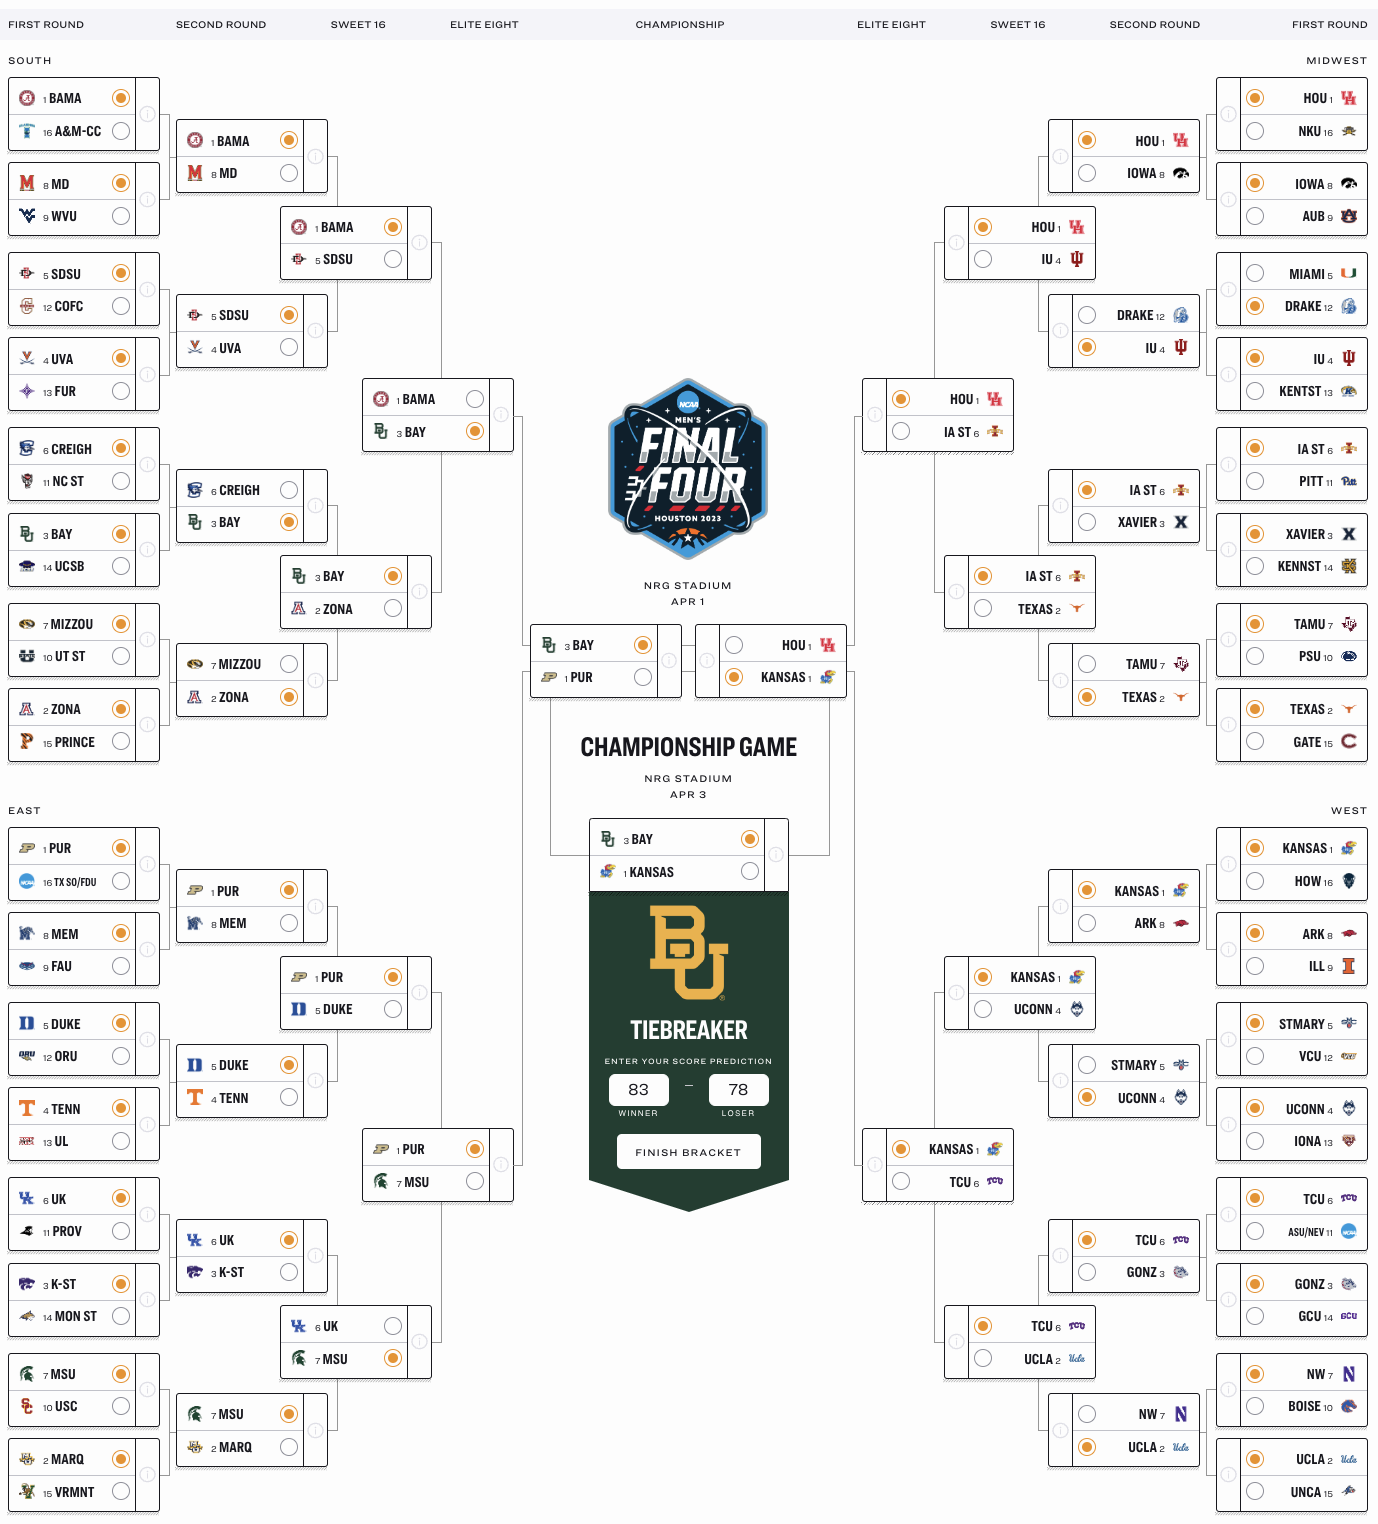 FIRST ROUND
SECOND ROUND
SWEET 16
ELITE EIGHT
CHAMPIONSHIP
ELITE EIGHT
SWEET 16
SECOND ROUND
FIRST ROUND
SOUTH
1 BAMA
16 A&M-CC
8 MD
9 WVU
5 SDSU
12 COFC
4 UVA
13 FUR
6 CREIGH
11 NC ST
3 BAY
14 UCSB
7 MIZZOU
10 UT ST
2 ZONA
15 PRINCE
1 BAMA
8 MD
5 SDSU
4 UVA
6 CREIGH
3 BAY
7 MIZZOU
2 ZONA
1 BAMA
5 SDSU
3 BAY
2 ZONA
1 BAMA
3 BAY
EAST
1 PUR
16 TX SO/FDU
8 MEM
9 FAU
5 DUKE
12 ORU
4 TENN
13 UL
6 UK
11 PROV
3 K-ST
14 MON ST
7 MSU
10 USC
2 MARQ
15 VRMNT
1 PUR
8 MEM
5 DUKE
4 TENN
6 UK
3 K-ST
7 MSU
2 MARQ
1 PUR
5 DUKE
6 UK
7 MSU
1 PUR
7 MSU
NCAA
MEN'S
FINAL
FOUR
HOUSTON 2023
NRG STADIUM
APR 1
3 BAY
1 PUR
HOU 1
KANSAS 1
CHAMPIONSHIP GAME
NRG STADIUM
APR 3
3 BAY
1 KANSAS
BU
TIEBREAKER
ENTER YOUR SCORE PREDICTION
83 – 78
WINNER
LOSER
FINISH BRACKET
MIDWEST
HOU 1
NKU 16
IOWA 8
AUB 9
MIAMI 5
DRAKE 12
IU 4
KENTST 13
IA ST 6
PITT 11
XAVIER 3
KENNST 14
TAMU 7
PSU 10
TEXAS 2
GATE 15
HOU 1
IOWA 8
DRAKE 12
IU 4
IA ST 6
XAVIER 3
TAMU 7
TEXAS 2
HOU 1
IU 4
IA ST 6
TEXAS 2
HOU 1
IA ST 6
WEST
KANSAS 1
HOW 16
ARK 8
ILL 9
STMARY 5
VCU 12
UCONN 4
IONA 13
TCU 6
ASU/NEV 11
GONZ 3
GCU 14
NW 7
BOISE 10
UCLA 2
UNCA 15
KANSAS 1
ARK 8
STMARY 5
UCONN 4
TCU 6
GONZ 3
NW 7
UCLA 2
KANSAS 1
UCONN 4
TCU 6
UCLA 2
KANSAS 1
TCU 6